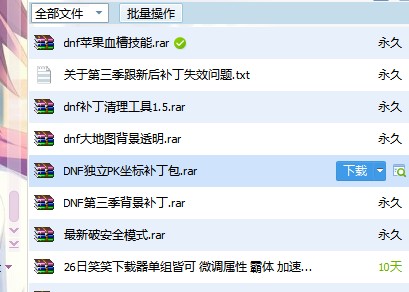 全部文件 批量操作
dnf苹果血槽技能.rar 永久
关于第三季跟新后补丁失效问题.txt 永久
dnf补丁清理工具1.5.rar 永久
dnf大地图背景透明.rar 永久
DNF独立PK坐标补丁包.rar 下载
DNF第三季背景补丁.rar 永久
最新破安全模式.rar 永久
26日笑笑下载器单组皆可 微调属性 霸体 加速... 10天